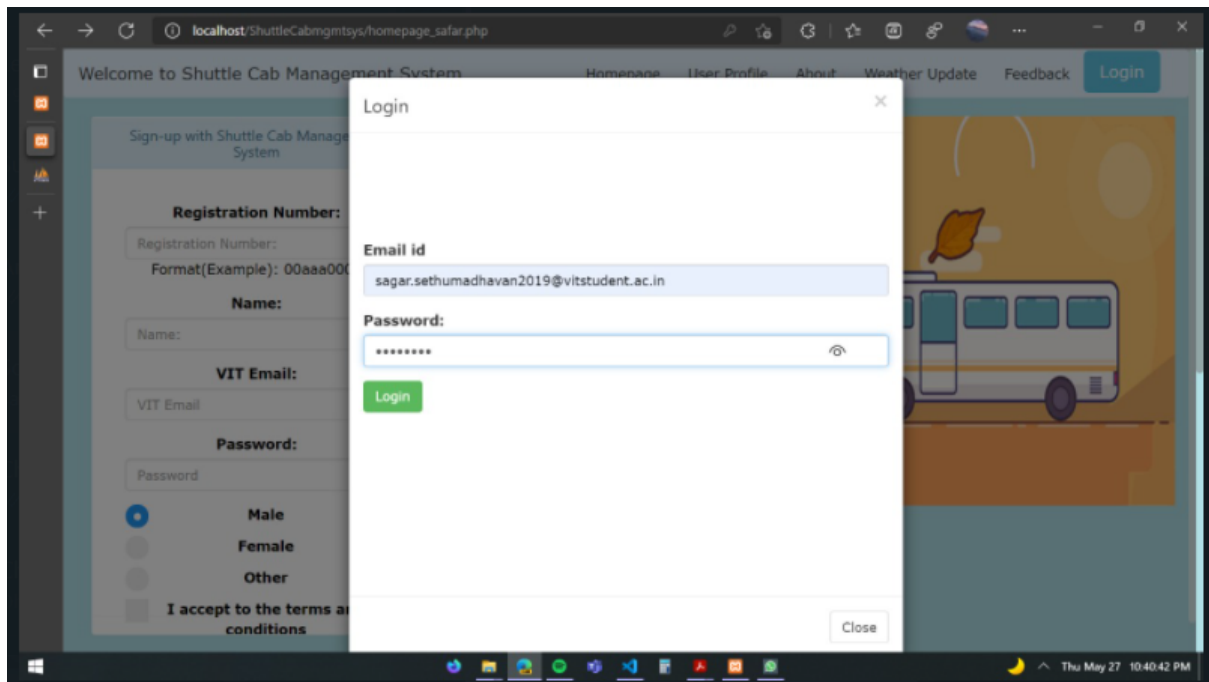 localhost/ShuttleCabmgmtsys/homepage_safar.php
Welcome to Shuttle Cab Management System Homepage User Profile About Weather Update Feedback Login
Login
×
Sign-up with Shuttle Cab Manage
System
Registration Number:
Registration Number:
Format(Example): 00aaa000
Name:
Name:
VIT Email:
VIT Email
Password:
Password
Male
Female
Other
I accept to the terms a
conditions
Email id
sagar.sethumadhavan2019@vitstudent.ac.in
Password:
••••••••
Login
Close
Thu May 27 10:40:42 PM